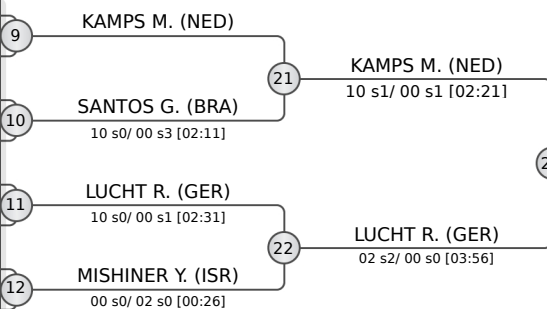 9
KAMPS M. (NED)
21
KAMPS M. (NED)
10 s1/ 00 s1 [02:21]
10
SANTOS G. (BRA)
10 s0/ 00 s3 [02:11]
11
LUCHT R. (GER)
10 s0/ 00 s1 [02:31]
22
LUCHT R. (GER)
02 s2/ 00 s0 [03:56]
12
MISHINER Y. (ISR)
00 s0/ 02 s0 [00:26]